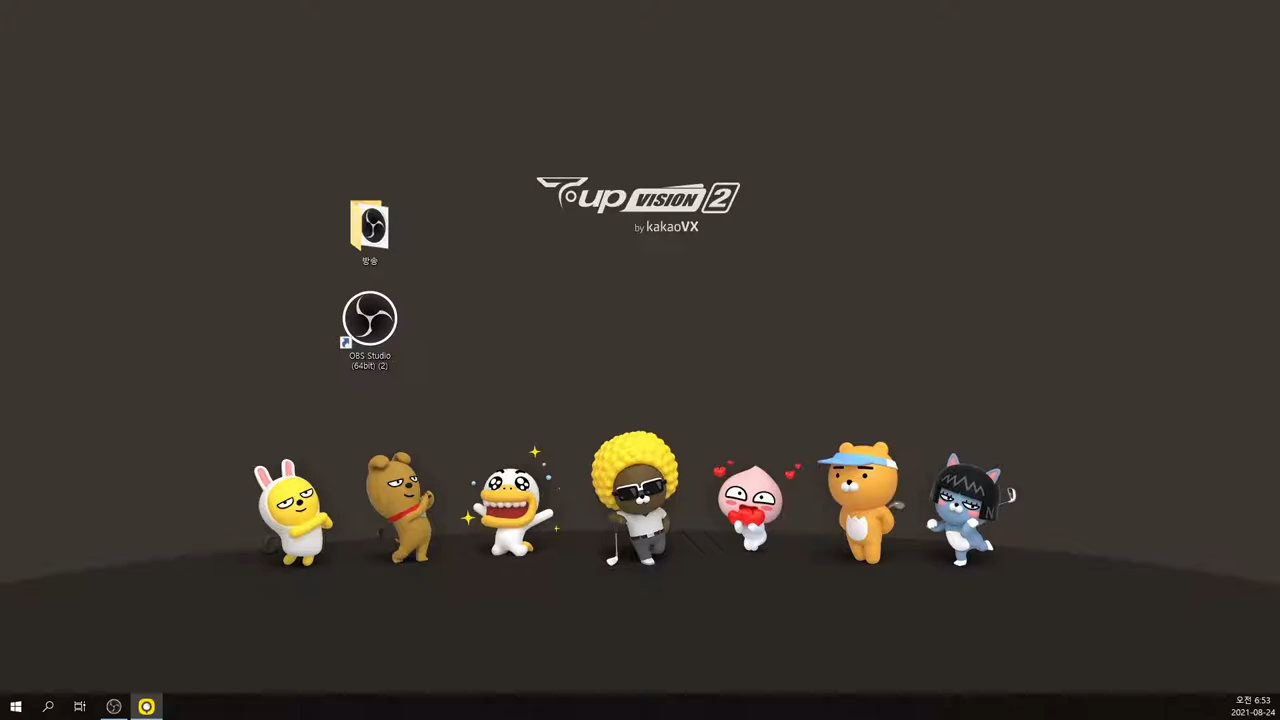 Tup VISION 2
by kakaoVX
방송
OBS Studio
(64bit) (2)
N
오전 6:53
2021-08-24